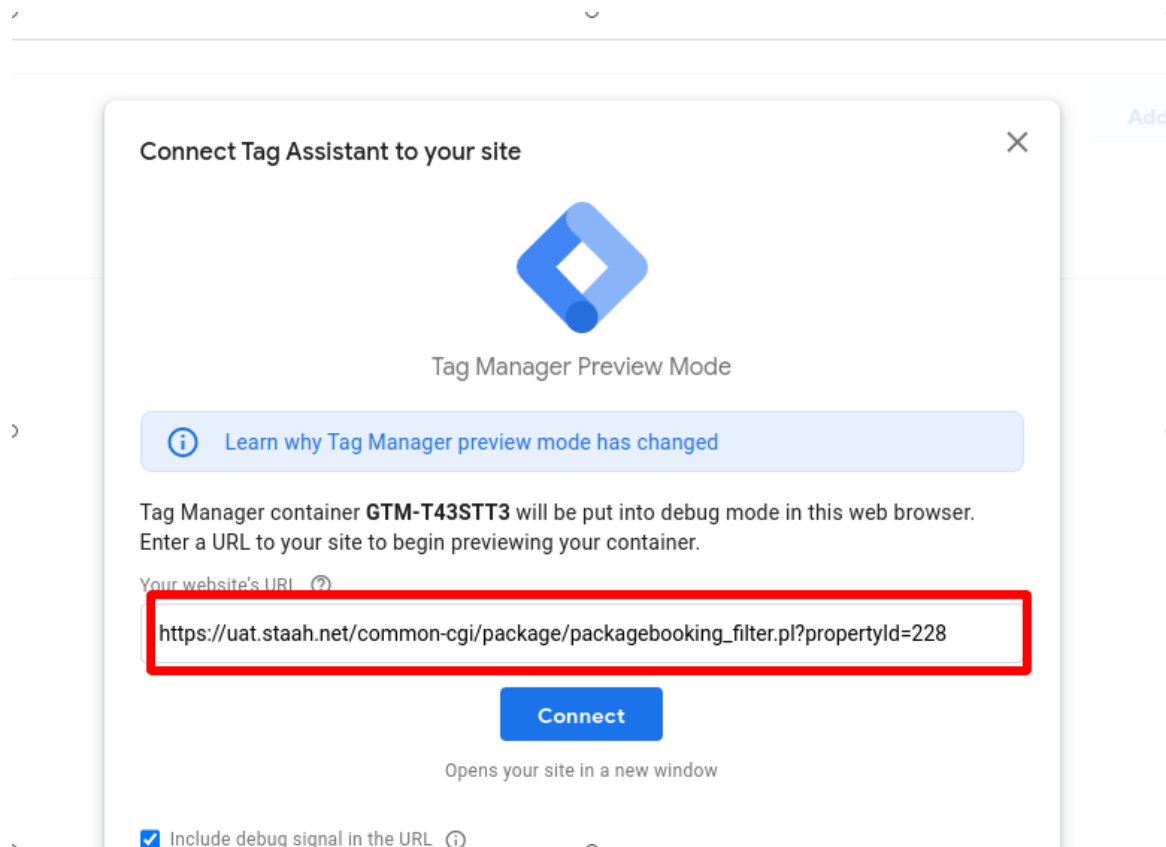 Add
Connect Tag Assistant to your site
Tag Manager Preview Mode
Learn why Tag Manager preview mode has changed
Tag Manager container GTM-T43STT3 will be put into debug mode in this web browser.
Enter a URL to your site to begin previewing your container.
Your website's URL
https://uat.staah.net/common-cgi/package/packagebooking_filter.pl?propertyId=228
Connect
Opens your site in a new window
Include debug signal in the URL